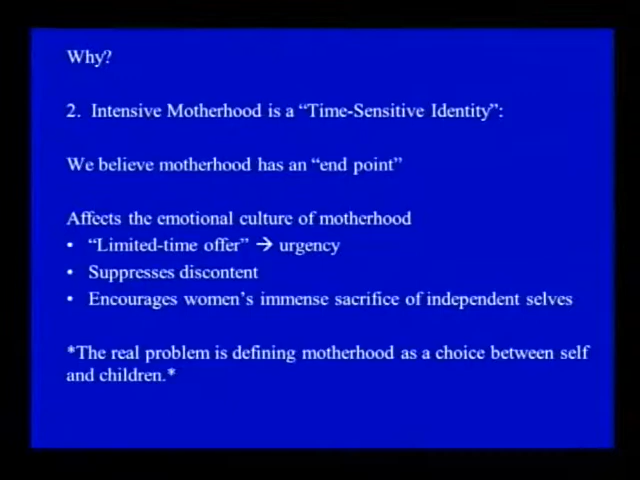 Why?
2. Intensive Motherhood is a “Time-Sensitive Identity”:
We believe motherhood has an “end point”
Affects the emotional culture of motherhood
• “Limited-time offer” → urgency
• Suppresses discontent
• Encourages women’s immense sacrifice of independent selves
*The real problem is defining motherhood as a choice between self
and children.*